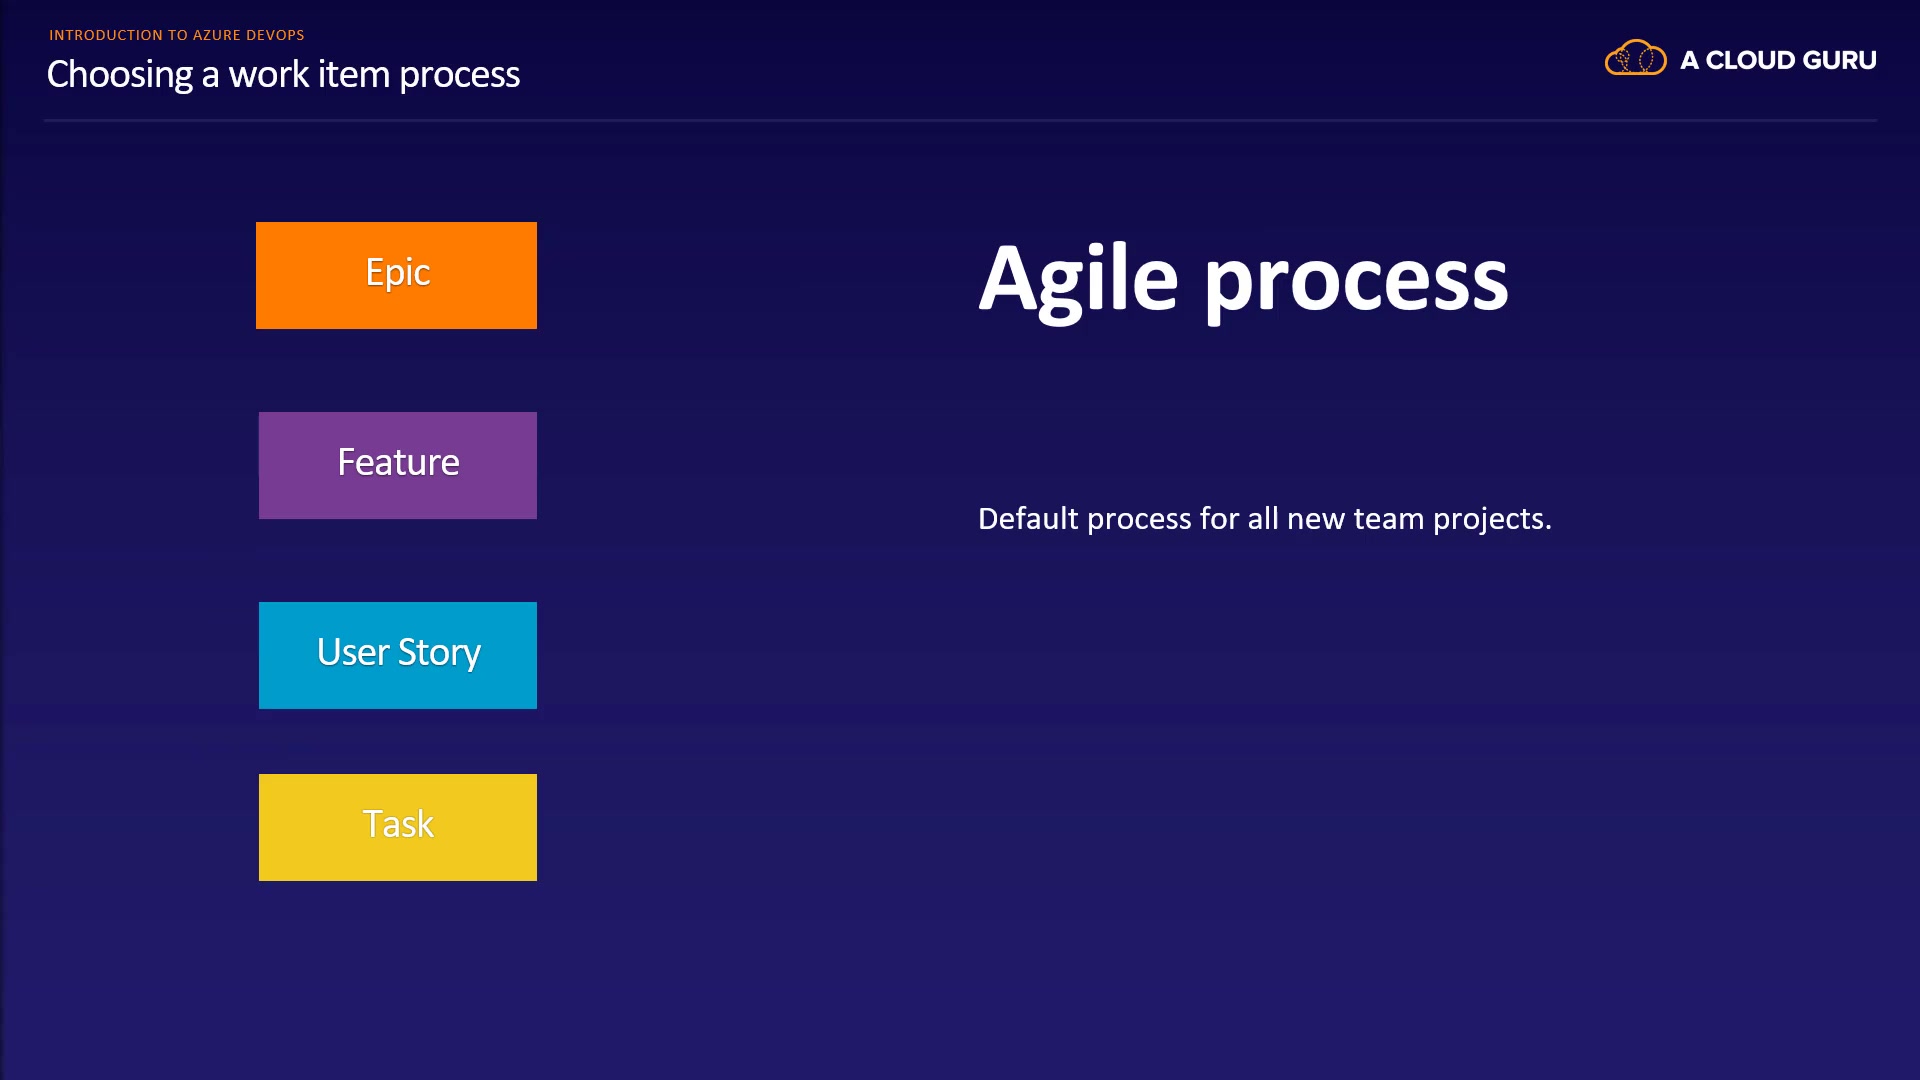 INTRODUCTION TO AZURE DEVOPS
Choosing a work item process
A CLOUD GURU
Epic
Feature
User Story
Task
Agile process
Default process for all new team projects.